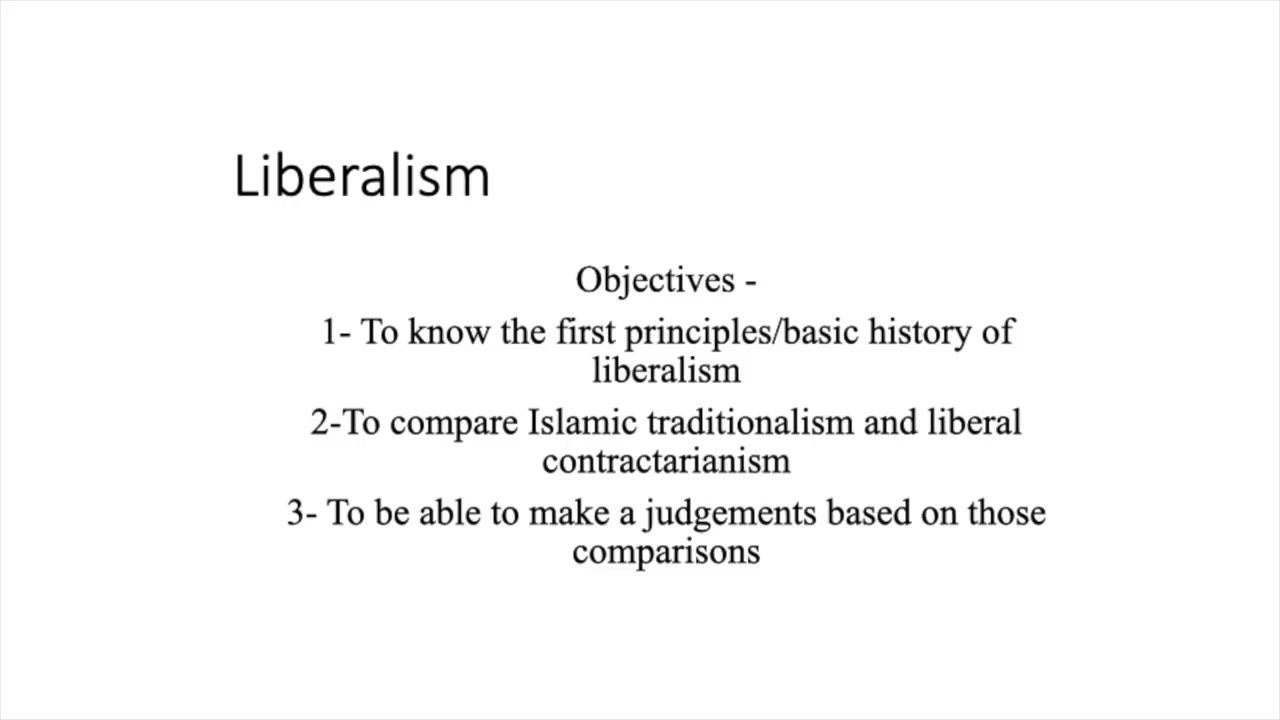 Liberalism
Objectives -
1- To know the first principles/basic history of
liberalism
2-To compare Islamic traditionalism and liberal
contractarianism
3- To be able to make a judgements based on those
comparisons